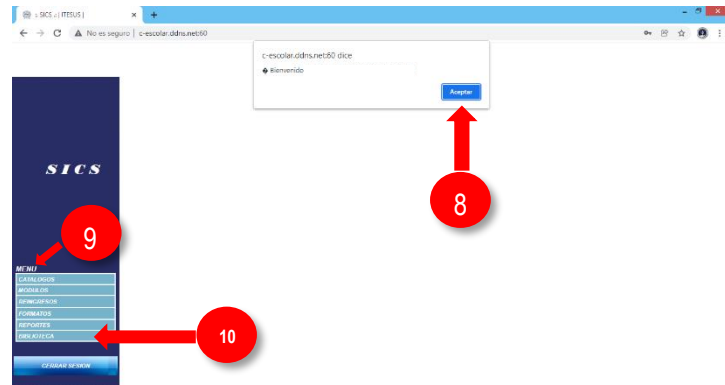 :: SICS ::| ITESUS |
No es seguro | c-escolar.ddns.net:60
c-escolar.ddns.net:60 dice
� Bienvenido
Aceptar
8
SICS
9
MENU
CATALOGOS
MODULOS
REINGRESOS
FORMATOS
REPORTES
BIBLIOTECA
10
CERRAR SESION